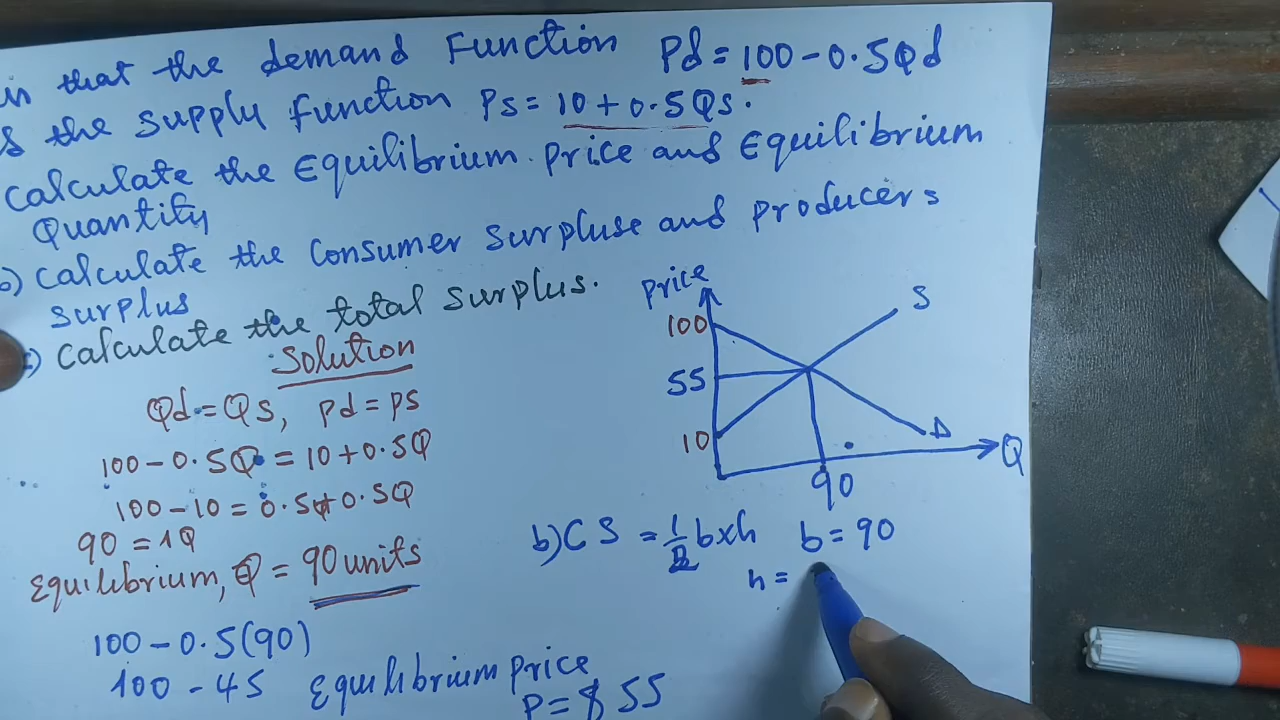 is that the demand Function Pd = 100 - 0.5Qd
& the supply function Ps = 10 + 0.5Qs.
Calculate the Equilibrium Price and Equilibrium
Quantity
b) Calculate the Consumer Surpluse and producers
surplus
c) Calculate the total surplus.
Solution
Qd = Qs, pd = ps
100 - 0.5Q = 10 + 0.5Q
100 - 10 = 0.5Q + 0.5Q
90 = 1Q
Equilibrium, Q = 90 units
100 - 0.5(90)
100 - 45 Equilibrium price
P = $55
price
100
55
10
S
D
Q
90
b) CS = 1/2 b x h b = 90
h =